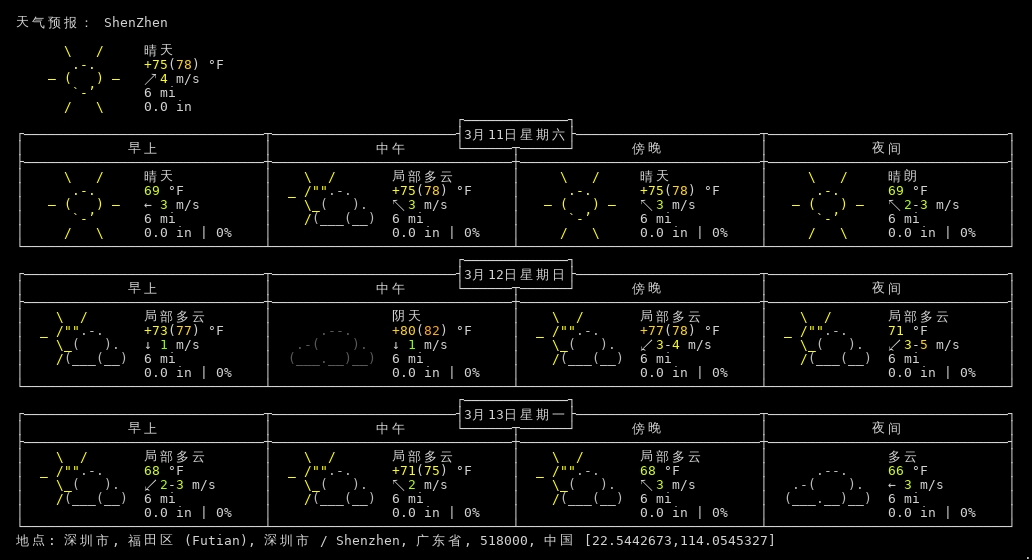 天气预报： ShenZhen
晴天
+75(78) °F
↗ 4 m/s
6 mi
0.0 in
3月11日星期六
早上 中午 傍晚 夜间
晴天 局部多云 晴天 晴朗
69 °F +75(78) °F +75(78) °F 69 °F
← 3 m/s ↖ 3 m/s ↖ 3 m/s ↖ 2-3 m/s
6 mi 6 mi 6 mi 6 mi
0.0 in | 0% 0.0 in | 0% 0.0 in | 0% 0.0 in | 0%
3月12日星期日
早上 中午 傍晚 夜间
局部多云 阴天 局部多云 局部多云
+73(77) °F +80(82) °F +77(78) °F 71 °F
↓ 1 m/s ↓ 1 m/s ↙ 3-4 m/s ↙ 3-5 m/s
6 mi 6 mi 6 mi 6 mi
0.0 in | 0% 0.0 in | 0% 0.0 in | 0% 0.0 in | 0%
3月13日星期一
早上 中午 傍晚 夜间
局部多云 局部多云 局部多云 多云
68 °F +71(75) °F 68 °F 66 °F
↙ 2-3 m/s ↖ 2 m/s ↖ 3 m/s ← 3 m/s
6 mi 6 mi 6 mi 6 mi
0.0 in | 0% 0.0 in | 0% 0.0 in | 0% 0.0 in | 0%
地点: 深圳市, 福田区 (Futian), 深圳市 / Shenzhen, 广东省, 518000, 中国 [22.5442673,114.0545327]